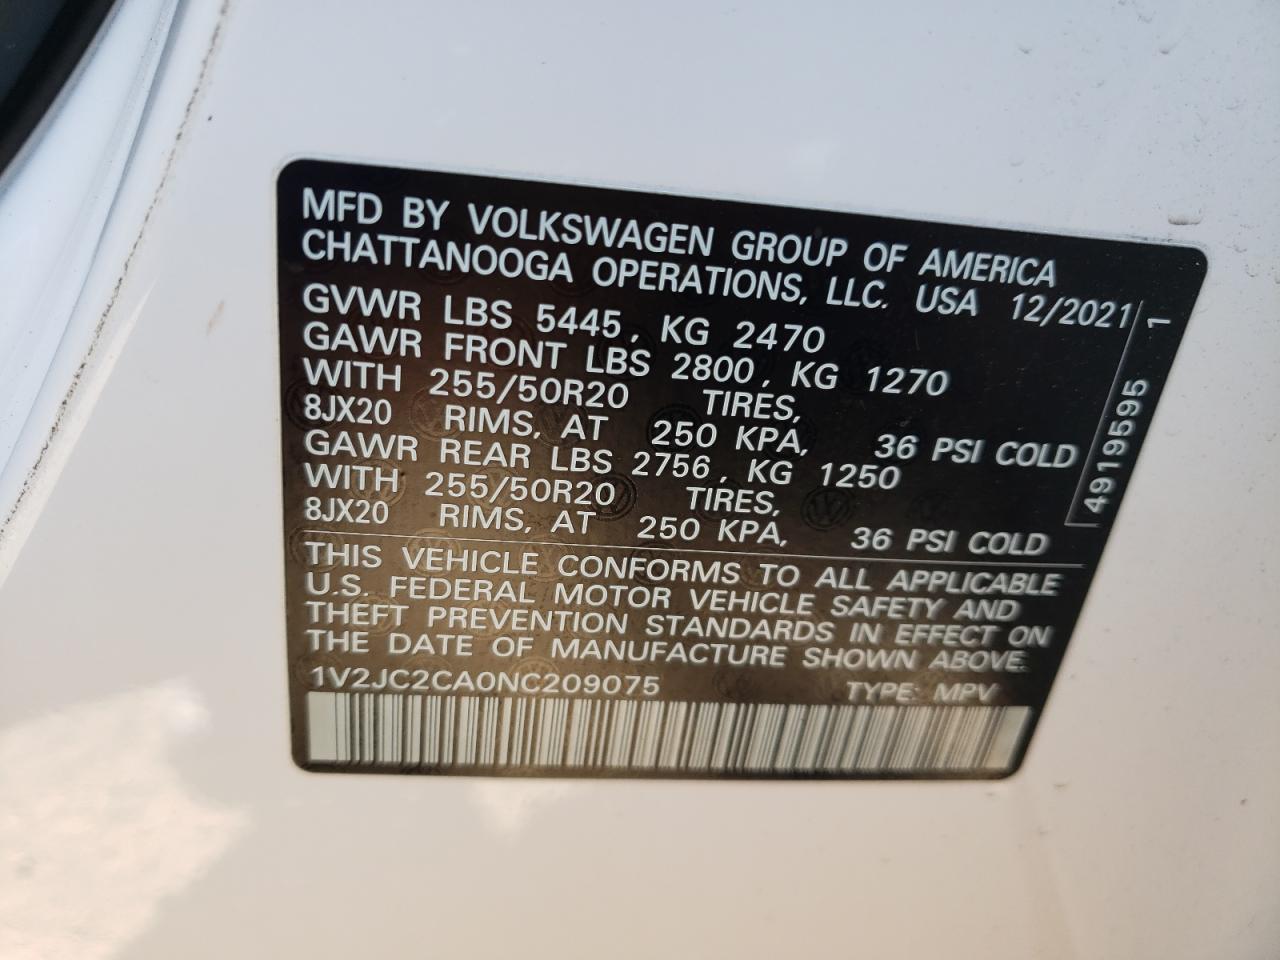 MFD BY VOLKSWAGEN GROUP OF AMERICA
CHATTANOOGA OPERATIONS, LLC. USA 12/2021
GVWR LBS 5445, KG 2470
GAWR FRONT LBS 2800, KG 1270
WITH 255/50R20 TIRES,
8JX20 RIMS, AT 250 KPA, 36 PSI COLD
GAWR REAR LBS 2756, KG 1250
WITH 255/50R20 TIRES,
8JX20 RIMS, AT 250 KPA, 36 PSI COLD
THIS VEHICLE CONFORMS TO ALL APPLICABLE
U.S. FEDERAL MOTOR VEHICLE SAFETY AND
THEFT PREVENTION STANDARDS IN EFFECT ON
THE DATE OF MANUFACTURE SHOWN ABOVE.
1V2JC2CA0NC209075 TYPE: MPV
4919595 1